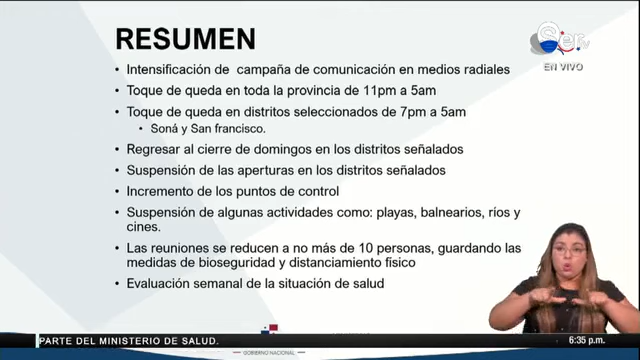 RESUMEN
• Intensificación de campaña de comunicación en medios radiales
• Toque de queda en toda la provincia de 11pm a 5am
• Toque de queda en distritos seleccionados de 7pm a 5am
• Soná y San francisco.
• Regresar al cierre de domingos en los distritos señalados
• Suspensión de las aperturas en los distritos señalados
• Incremento de los puntos de control
• Suspensión de algunas actividades como: playas, balnearios, ríos y
cines.
• Las reuniones se reducen a no más de 10 personas, guardando las
medidas de bioseguridad y distanciamiento físico
• Evaluación semanal de la situación de salud
Sertv
EN VIVO
PARTE DEL MINISTERIO DE SALUD.
6:35 p.m.
GOBIERNO NACIONAL